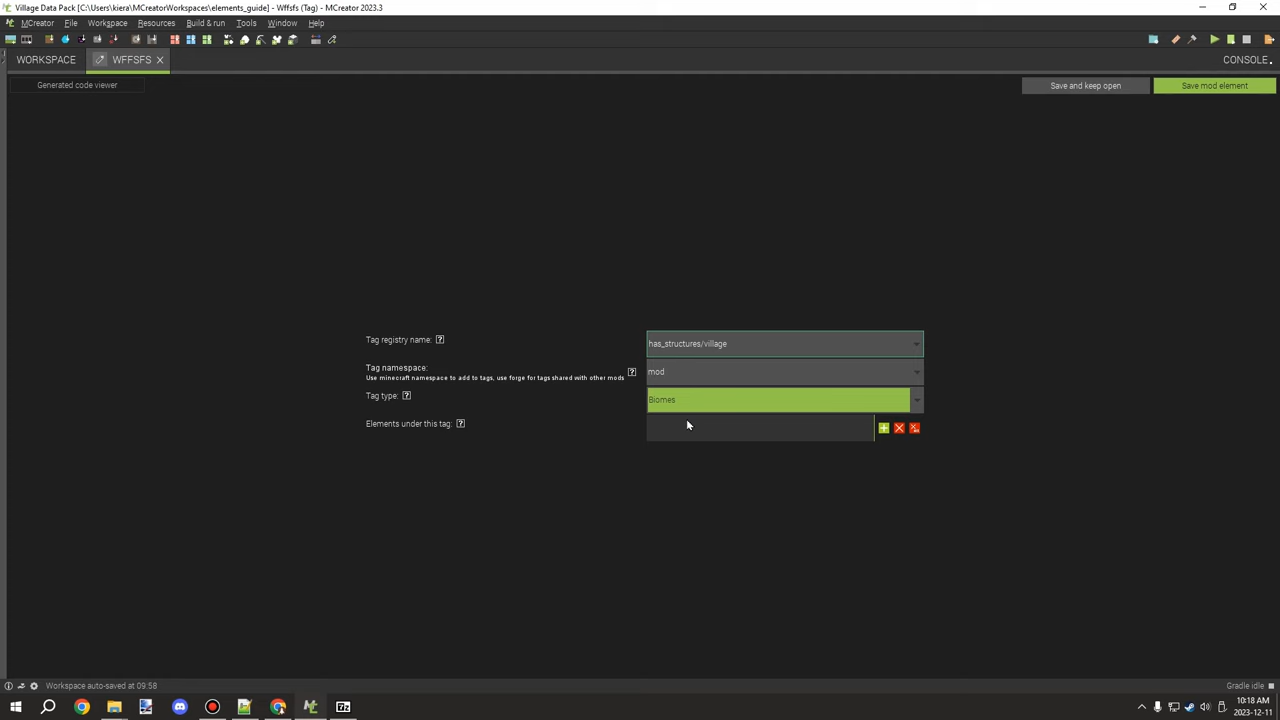 Village Data Pack [C:\Users\kiera\MCreatorWorkspaces\elements_guide] - Wffsfs (Tag) - MCreator 2023.3
MCreator File Workspace Resources Build & run Tools Window Help
WORKSPACE WFFSFS CONSOLE
Generated code viewer Save and keep open Save mod element
Tag registry name: ? has_structures/village
Tag namespace: ? mod
Use minecraft namespace to add to tags, use forge for tags shared with other mods
Tag type: ? Biomes
Elements under this tag: ?
Workspace auto-saved at 09:58 Gradle idle
10:18 AM
2023-12-11